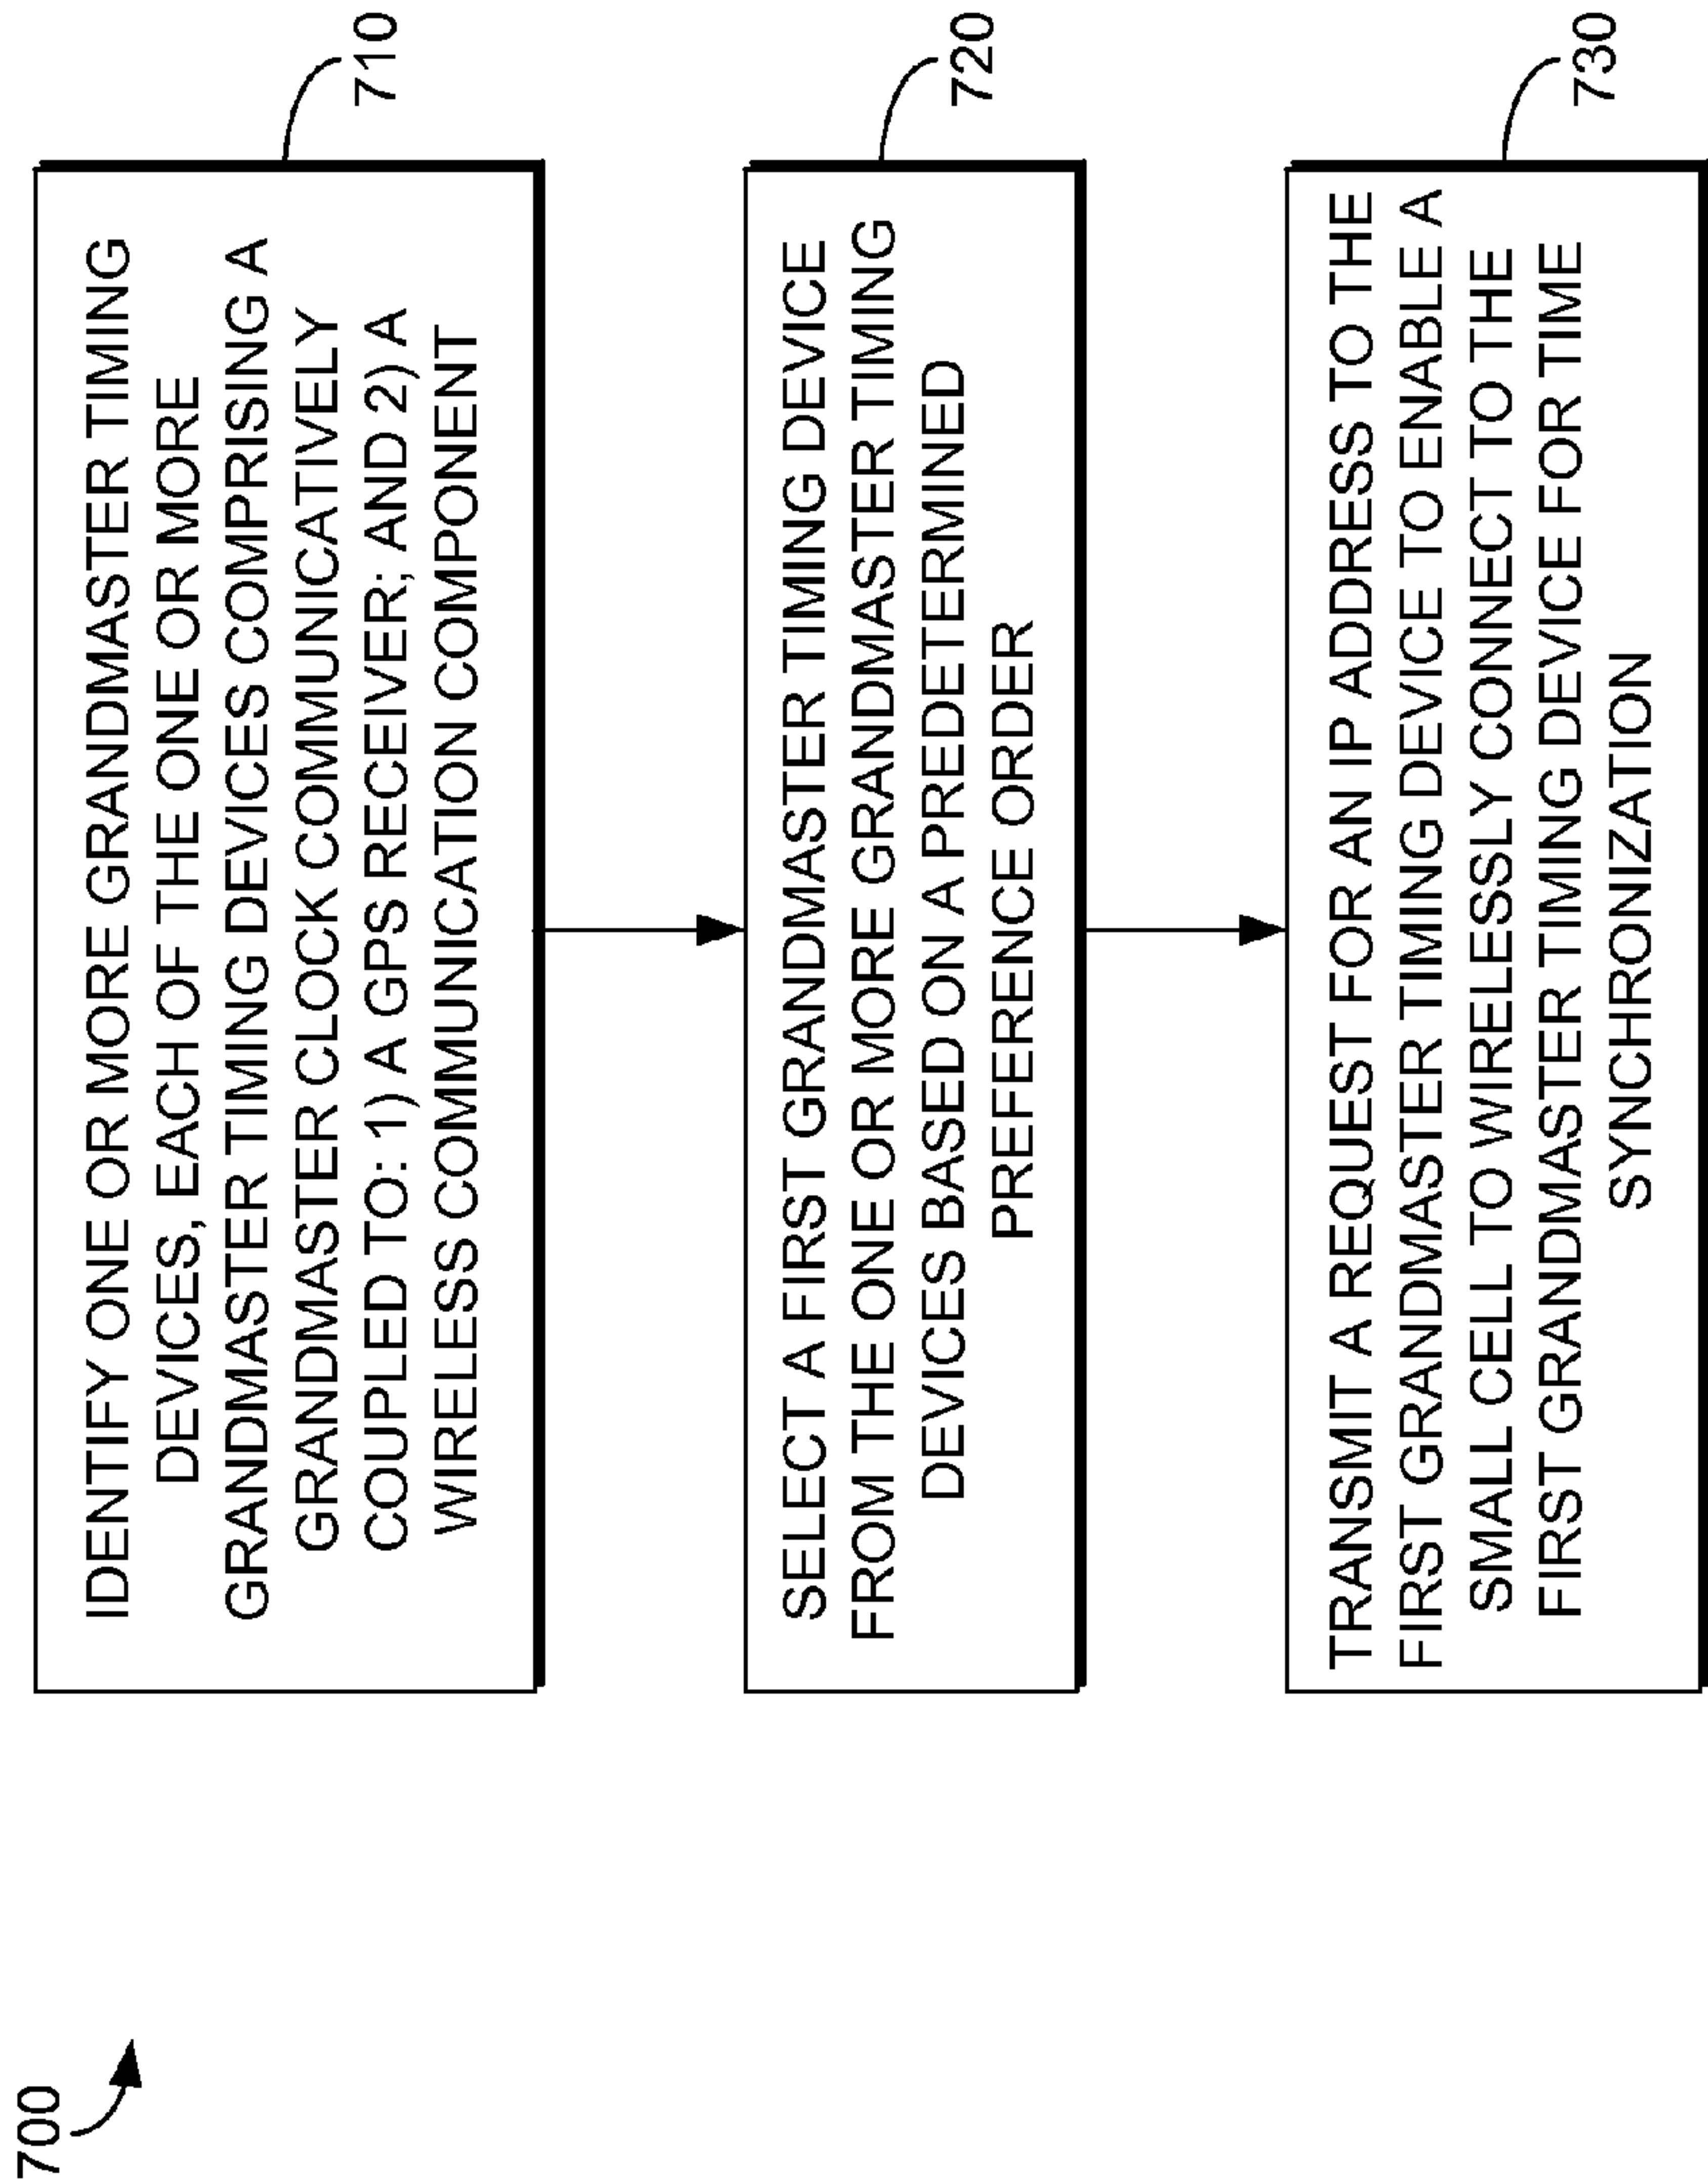 700
IDENTIFY ONE OR MORE GRANDMASTER TIMING
DEVICES, EACH OF THE ONE OR MORE
GRANDMASTER TIMING DEVICES COMPRISING A
GRANDMASTER CLOCK COMMUNICATIVELY
COUPLED TO: 1) A GPS RECEIVER; AND 2) A
WIRELESS COMMUNICATION COMPONENT
710
SELECT A FIRST GRANDMASTER TIMING DEVICE
FROM THE ONE OR MORE GRANDMASTER TIMING
DEVICES BASED ON A PREDETERMINED
PREFERENCE ORDER
720
TRANSMIT A REQUEST FOR AN IP ADDRESS TO THE
FIRST GRANDMASTER TIMING DEVICE TO ENABLE A
SMALL CELL TO WIRELESSLY CONNECT TO THE
FIRST GRANDMASTER TIMING DEVICE FOR TIME
SYNCHRONIZATION
730